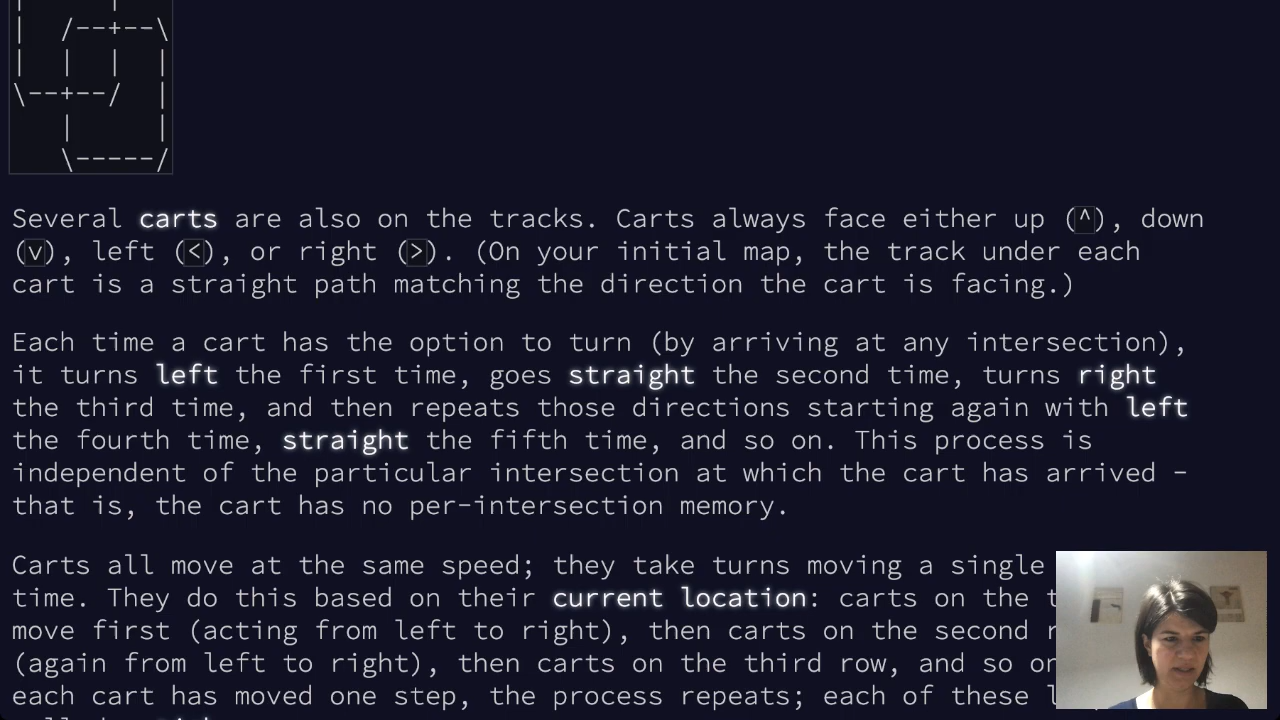 |     |
|  /--+--\
|  |  |  |
\--+--/  |
   |     |
   \-----/
Several carts are also on the tracks. Carts always face either up (^), down
(v), left (<), or right (>). (On your initial map, the track under each
cart is a straight path matching the direction the cart is facing.)
Each time a cart has the option to turn (by arriving at any intersection),
it turns left the first time, goes straight the second time, turns right
the third time, and then repeats those directions starting again with left
the fourth time, straight the fifth time, and so on. This process is
independent of the particular intersection at which the cart has arrived -
that is, the cart has no per-intersection memory.
Carts all move at the same speed; they take turns moving a single
time. They do this based on their current location: carts on the
move first (acting from left to right), then carts on the second
(again from left to right), then carts on the third row, and so
each cart has moved one step, the process repeats; each of these